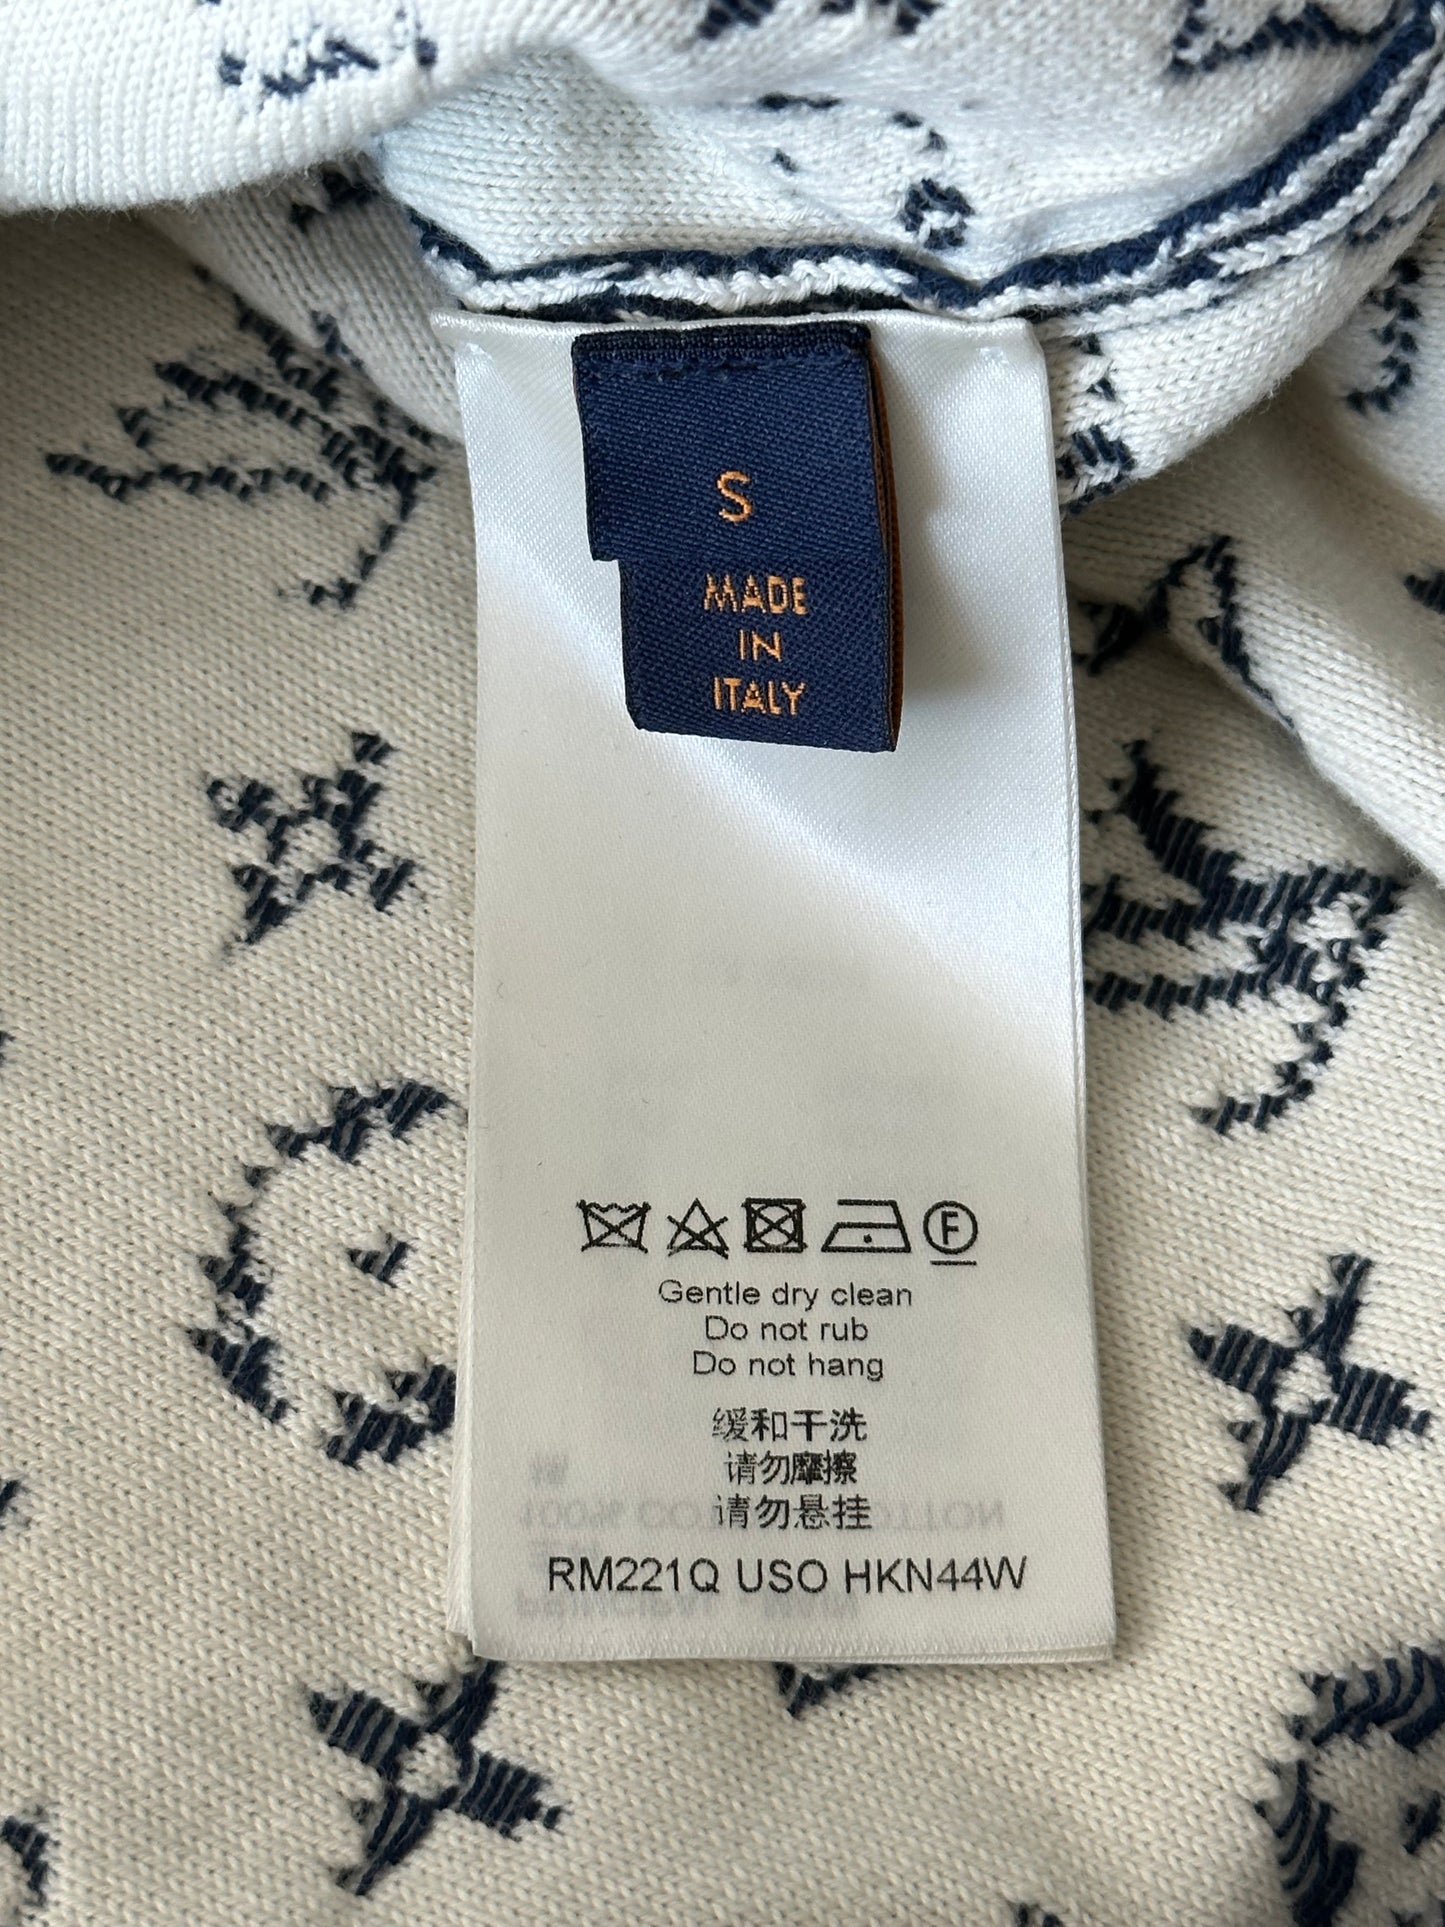 S
MADE
IN
ITALY
F
Gentle dry clean
Do not rub
Do not hang
缓和干洗
请勿摩擦
请勿悬挂
RM221Q USO HKN44W